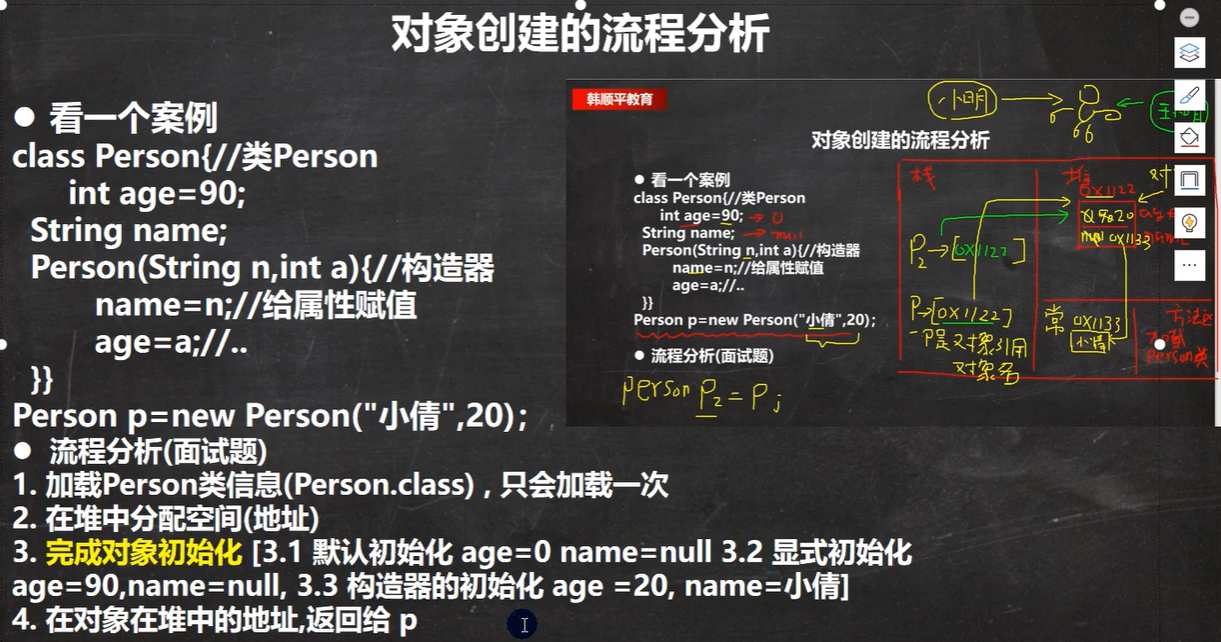 对象创建的流程分析
● 看一个案例
class Person{//类Person
int age=90;
String name;
Person(String n,int a){//构造器
name=n;//给属性赋值
age=a;//..
}}
Person p=new Person("小倩",20);
● 流程分析(面试题)
1. 加载Person类信息(Person.class)，只会加载一次
2. 在堆中分配空间(地址)
3. 完成对象初始化 [3.1 默认初始化 age=0 name=null 3.2 显式初始化
age=90,name=null, 3.3 构造器的初始化 age =20, name=小倩]
4. 在对象在堆中的地址,返回给 p
韩顺平教育
对象创建的流程分析
● 看一个案例
class Person{//类Person
int age=90; → 0
String name; → null
Person(String n,int a){//构造器
name=n;//给属性赋值
age=a;//..
}}
Person p=new Person("小倩",20);
● 流程分析(面试题)
Person P2 = P;
小明
栈
堆
0x1122
对
P2→[0x1122]
P→[0x1122]
P是对象引用
对象名
20
null 0x1133
常
0x1133
小倩
方法区
加载
Person类